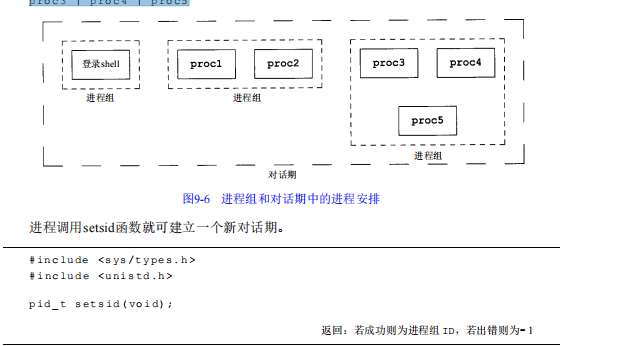 proc3 | proc4 | proc5
登录shell
proc1
proc2
proc3
proc4
proc5
进程组
进程组
进程组
对话期
图9-6 进程组和对话期中的进程安排
进程调用setsid函数就可建立一个新对话期。
#include <sys/types.h>
#include <unistd.h>
pid_t setsid(void);
返回：若成功则为进程组 ID，若出错则为-1